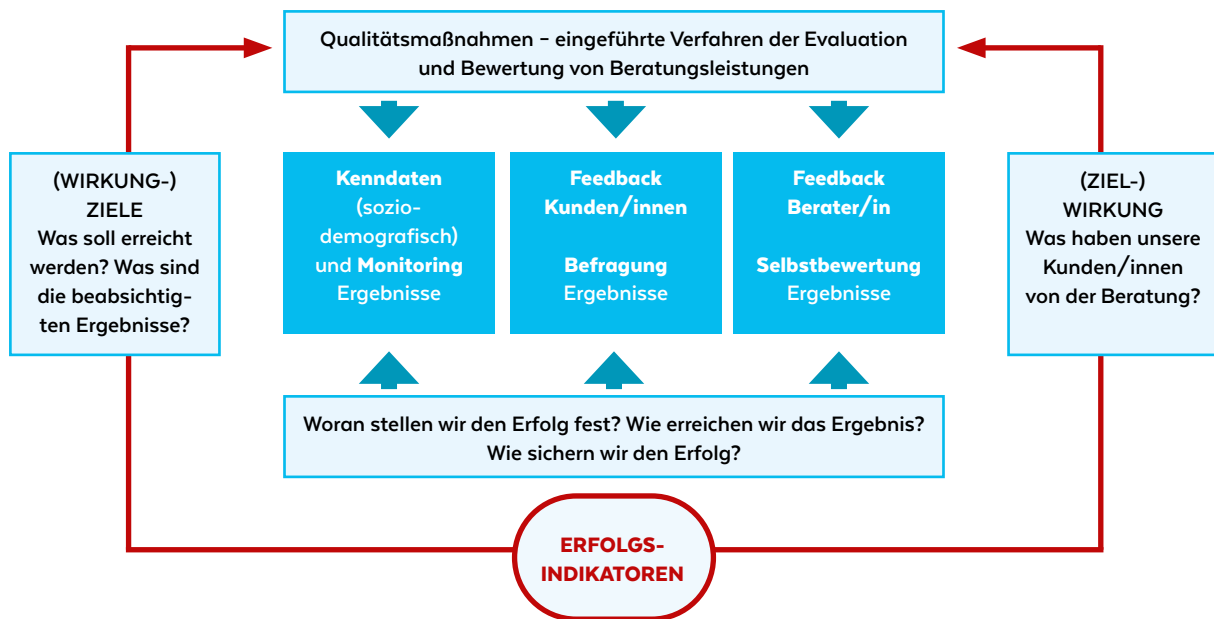 Qualitätsmaßnahmen – eingeführte Verfahren der Evaluation
und Bewertung von Beratungsleistungen
(WIRKUNG-)
ZIELE
Was soll erreicht
werden? Was sind
die beabsichtig-
ten Ergebnisse?
Kenndaten
(sozio-
demografisch)
und Monitoring
Ergebnisse
Feedback
Kunden/innen
Befragung
Ergebnisse
Feedback
Berater/in
Selbstbewertung
Ergebnisse
(ZIEL-)
WIRKUNG
Was haben unsere
Kunden/innen
von der Beratung?
Woran stellen wir den Erfolg fest? Wie erreichen wir das Ergebnis?
Wie sichern wir den Erfolg?
ERFOLGS-
INDIKATOREN